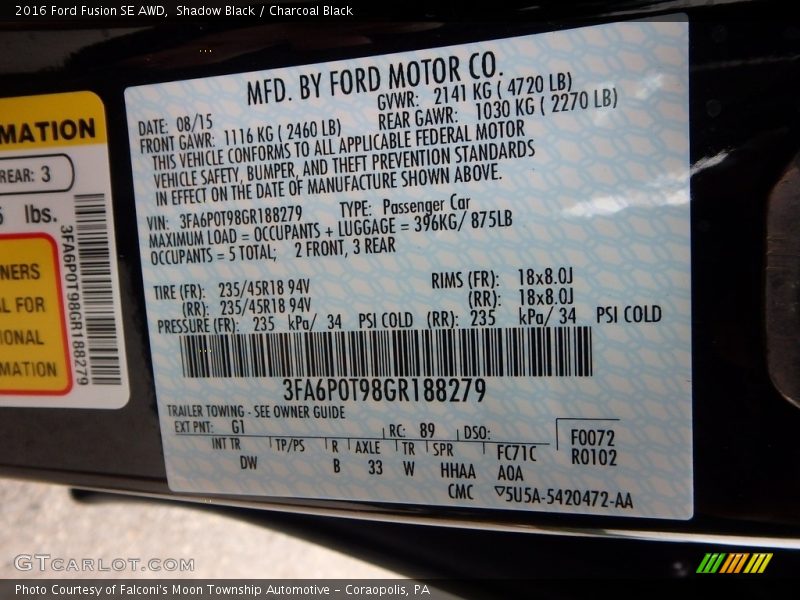 2016 Ford Fusion SE AWD,  Shadow Black / Charcoal Black
MFD. BY FORD MOTOR CO.
DATE: 08/15 GVWR: 2141 KG ( 4720 LB)
FRONT GAWR: 1116 KG ( 2460 LB) REAR GAWR: 1030 KG ( 2270 LB)
THIS VEHICLE CONFORMS TO ALL APPLICABLE FEDERAL MOTOR
VEHICLE SAFETY, BUMPER, AND THEFT PREVENTION STANDARDS
IN EFFECT ON THE DATE OF MANUFACTURE SHOWN ABOVE.
VIN: 3FA6P0T98GR188279 TYPE: Passenger Car
MAXIMUM LOAD = OCCUPANTS + LUGGAGE = 396KG/ 875LB
OCCUPANTS = 5 TOTAL; 2 FRONT, 3 REAR
TIRE (FR): 235/45R18 94V RIMS (FR): 18x8.0J
(RR): 235/45R18 94V (RR): 18x8.0J
PRESSURE (FR): 235 kPa/ 34 PSI COLD (RR): 235 kPa/ 34 PSI COLD
3FA6P0T98GR188279
TRAILER TOWING - SEE OWNER GUIDE
EXT PNT: G1 RC: 89 DSO: F0072
INT TR TP/PS R AXLE TR SPR FC71C R0102
DW B 33 W HHAA A0A
CMC 5U5A-5420472-AA
MATION
REAR: 3
lbs.
NERS
L FOR
IONAL
MATION
3FA6P0T98GR188279
GTCARLOT.COM
Photo Courtesy of Falconi's Moon Township Automotive – Coraopolis, PA